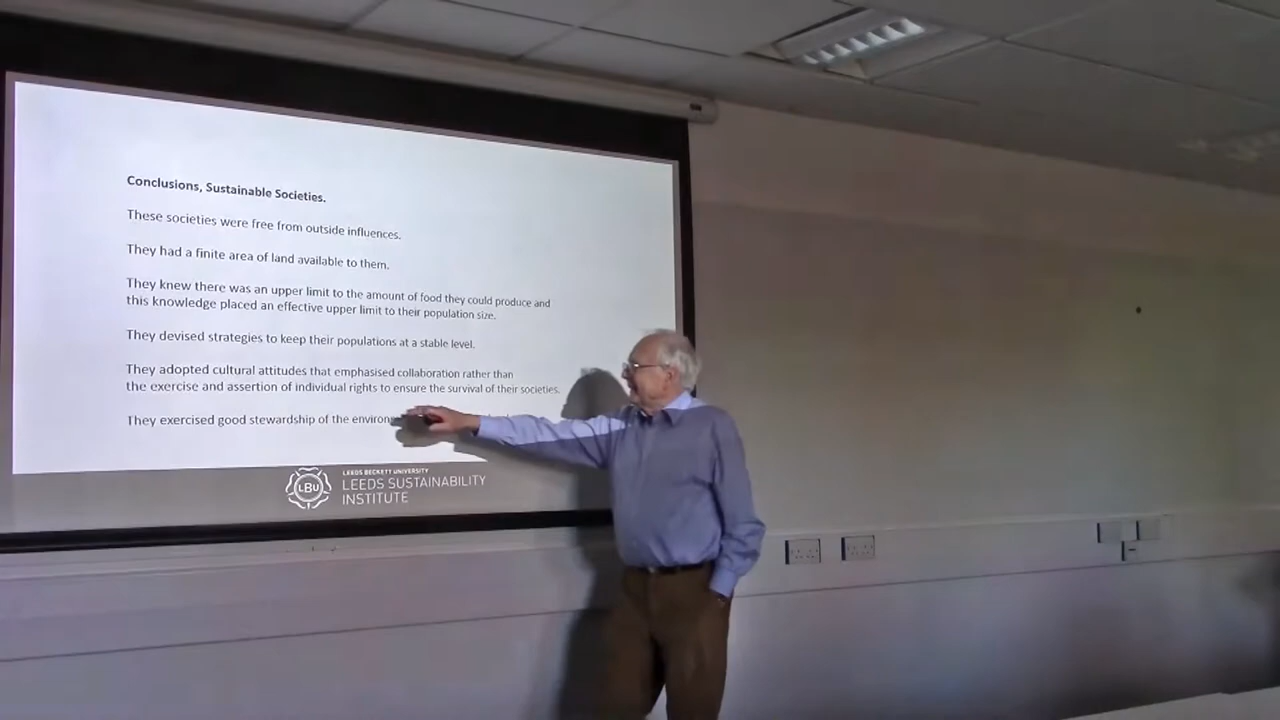 Conclusions, Sustainable Societies.
These societies were free from outside influences.
They had a finite area of land available to them.
They knew there was an upper limit to the amount of food they could produce and
this knowledge placed an effective upper limit to their population size.
They devised strategies to keep their populations at a stable level.
They adopted cultural attitudes that emphasised collaboration rather than
the exercise and assertion of individual rights to ensure the survival of their societies.
They exercised good stewardship of the
LBU
LEEDS BECKETT UNIVERSITY
LEEDS SUSTAINABILITY
INSTITUTE